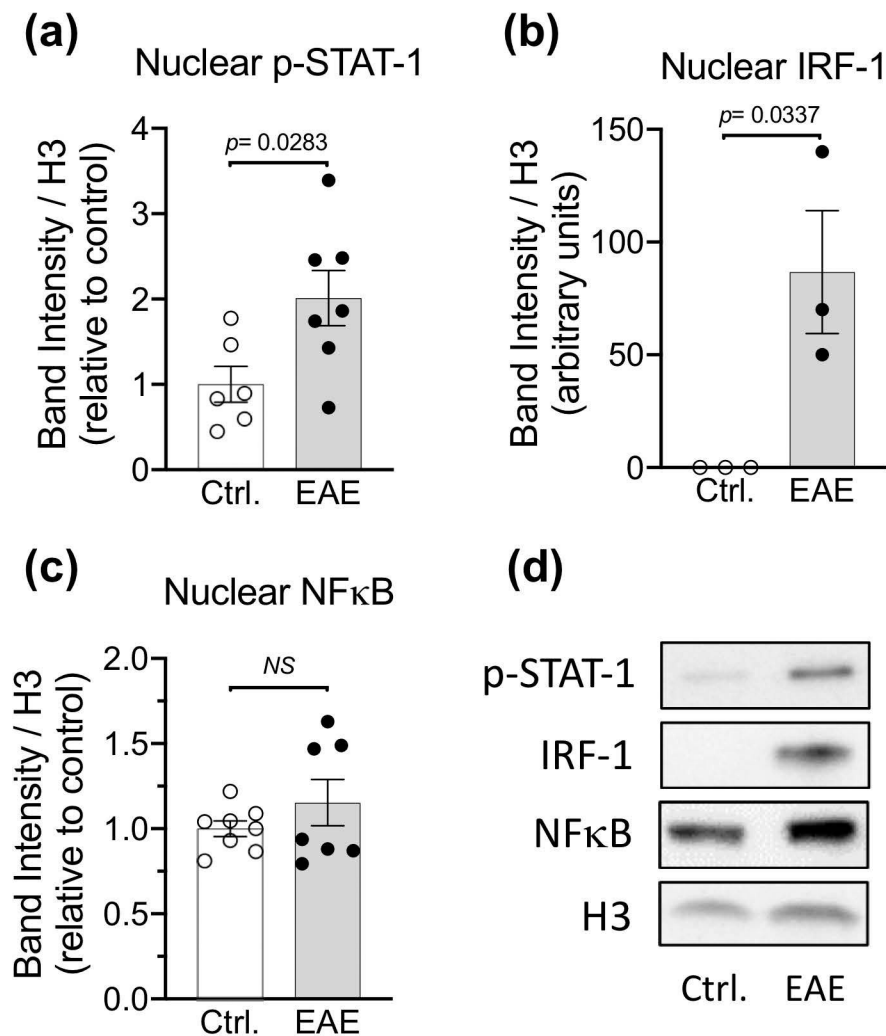 (a)
Nuclear p-STAT-1
Band Intensity / H3
(relative to control)
4
3
2
1
0
p= 0.0283
Ctrl.
EAE
(b)
Nuclear IRF-1
Band Intensity / H3
(arbitrary units)
150
100
50
0
p= 0.0337
Ctrl.
EAE
(c)
Nuclear NFκB
Band Intensity / H3
(relative to control)
2.0
1.5
1.0
0.5
0.0
NS
Ctrl.
EAE
(d)
p-STAT-1
IRF-1
NFκB
H3
Ctrl.
EAE